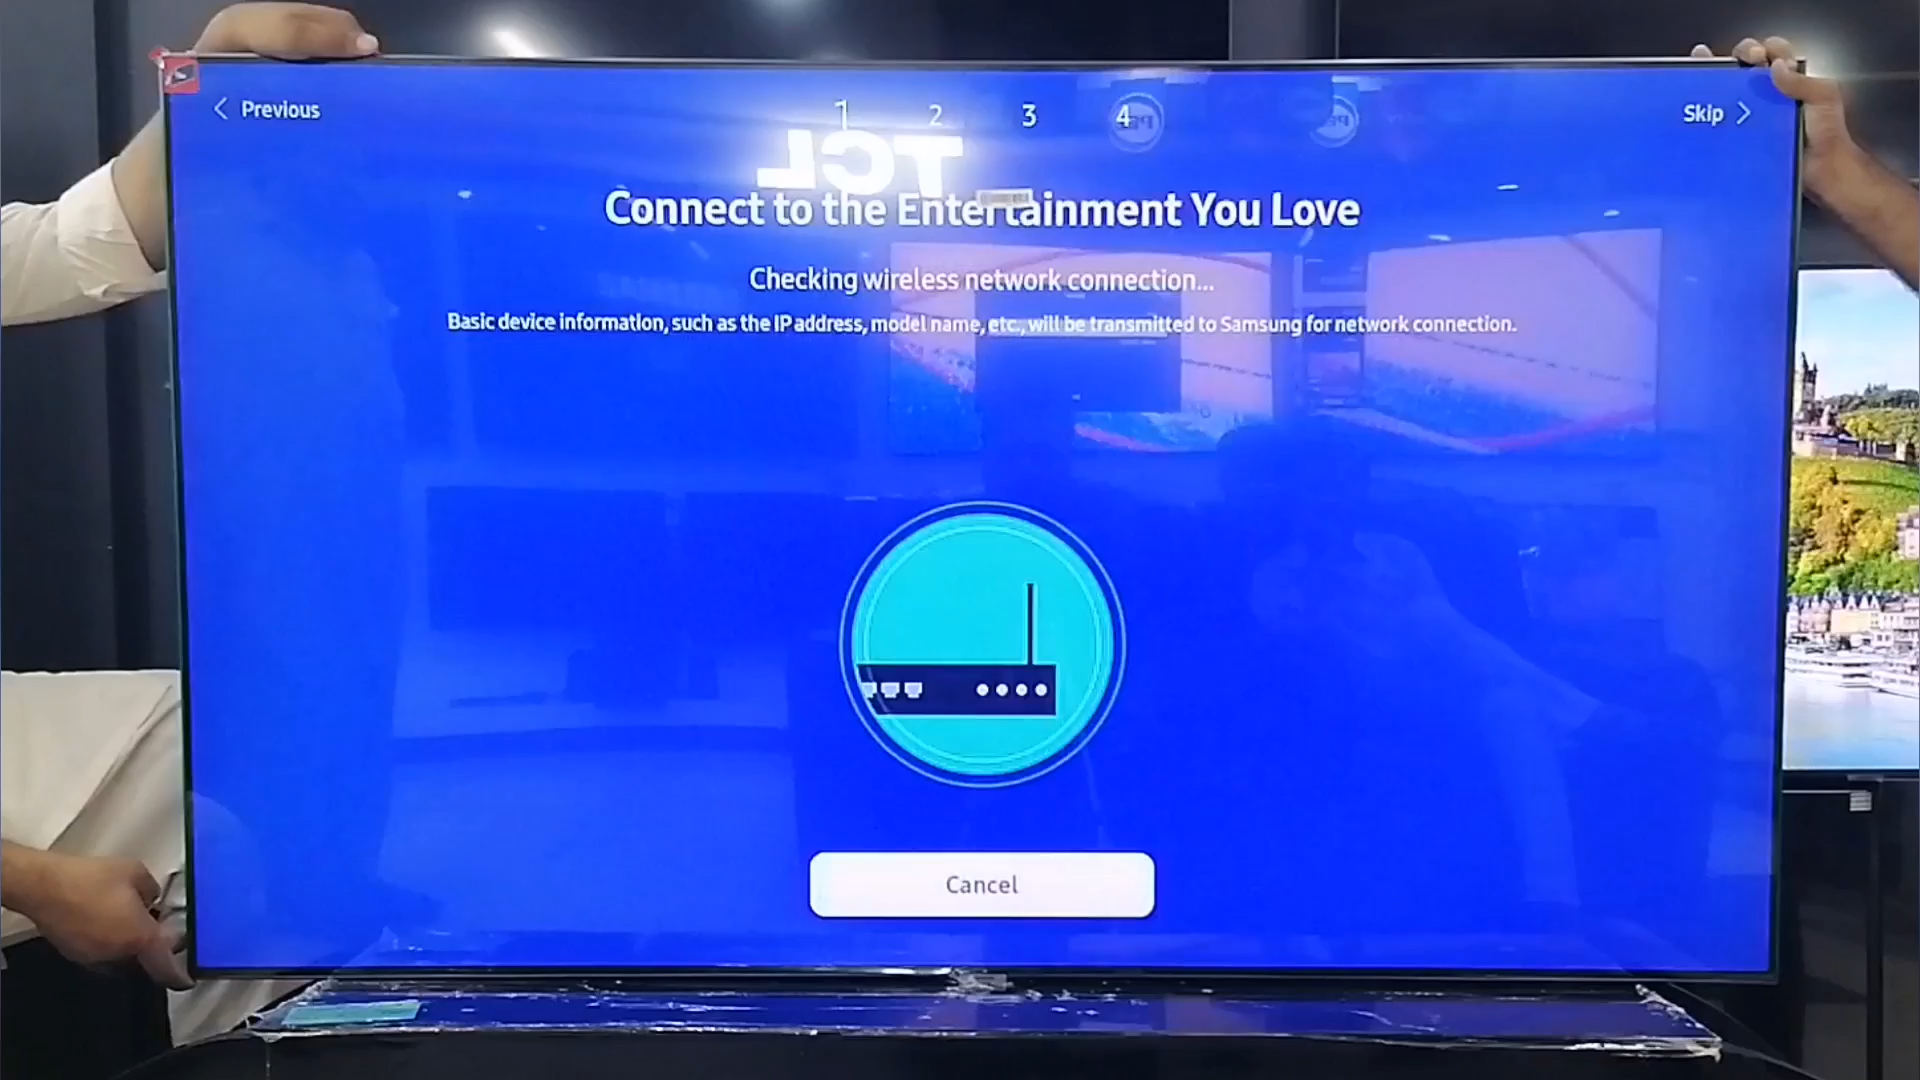 Previous
1 2 3 4
Skip
TCL
Connect to the Entertainment You Love
Checking wireless network connection...
Basic device information, such as the IP address, model name, etc., will be transmitted to Samsung for network connection.
Cancel